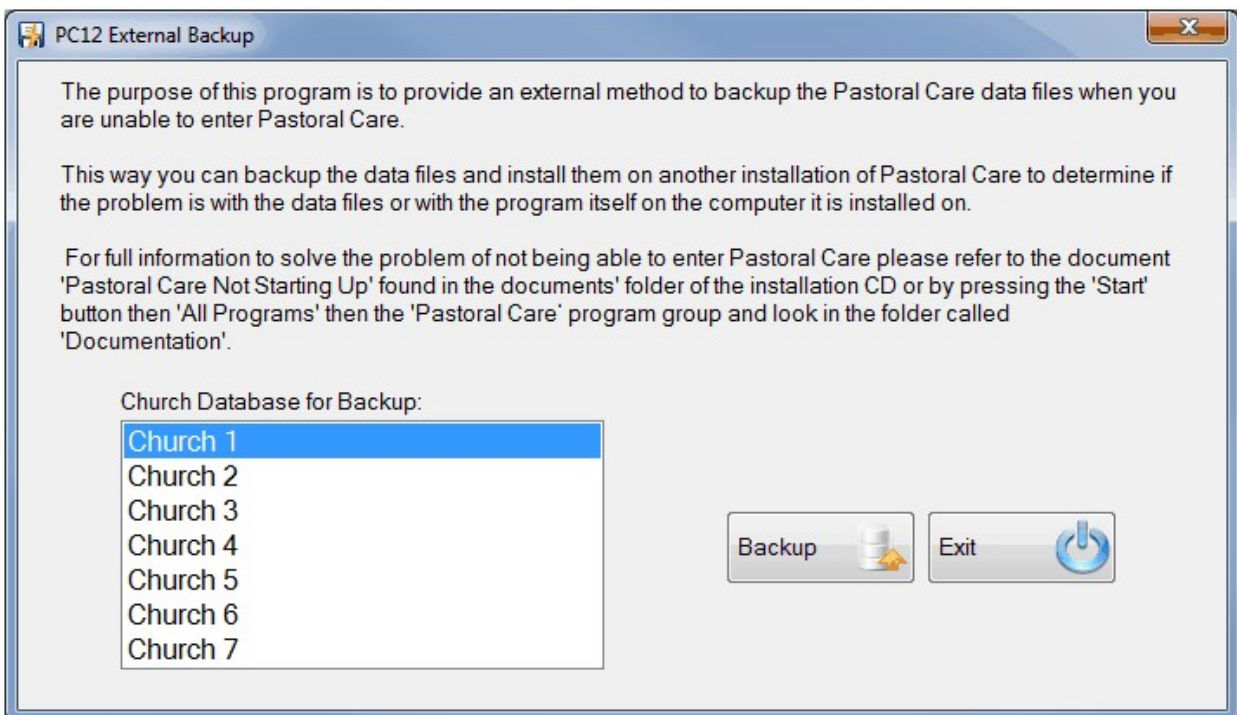 PC12 External Backup
The purpose of this program is to provide an external method to backup the Pastoral Care data files when you
are unable to enter Pastoral Care.
This way you can backup the data files and install them on another installation of Pastoral Care to determine if
the problem is with the data files or with the program itself on the computer it is installed on.
For full information to solve the problem of not being able to enter Pastoral Care please refer to the document
'Pastoral Care Not Starting Up' found in the documents' folder of the installation CD or by pressing the 'Start'
button then 'All Programs' then the 'Pastoral Care' program group and look in the folder called
'Documentation'.
Church Database for Backup:
Church 1
Church 2
Church 3
Church 4
Church 5
Church 6
Church 7
Backup
Exit